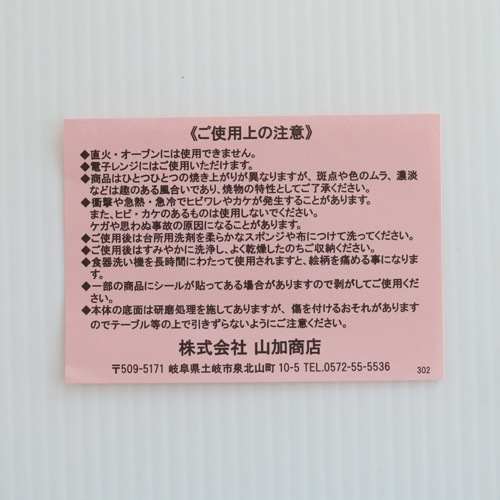 《ご使用上の注意》
◆直火・オーブンには使用できません。
◆電子レンジにはご使用いただけます。
◆商品はひとつひとつの焼き上がりが異なりますが、斑点や色のムラ、濃淡
などは趣のある風合いであり、焼物の特性としてご了承ください。
◆衝撃や急熱・急冷でヒビワレやカケが発生することがあります。
また、ヒビ・カケのあるものは使用しないでください。
ケガや思わぬ事故の原因になることがあります。
◆ご使用後は台所用洗剤を柔らかなスポンジや布につけて洗ってください。
◆ご使用後はすみやかに洗浄し、よく乾燥したのちご収納ください。
◆食器洗い機を長時間にわたって使用されますと、絵柄を痛める事になりま
す。
◆一部の商品にシールが貼ってある場合がありますので剥がしてご使用くだ
さい。
◆本体の底面は研磨処理を施してありますが、傷を付けるおそれがあります
のでテーブル等の上で引きずらないようにご注意ください。
株式会社 山加商店
〒509-5171 岐阜県土岐市泉北山町 10-5 TEL.0572-55-5536
302